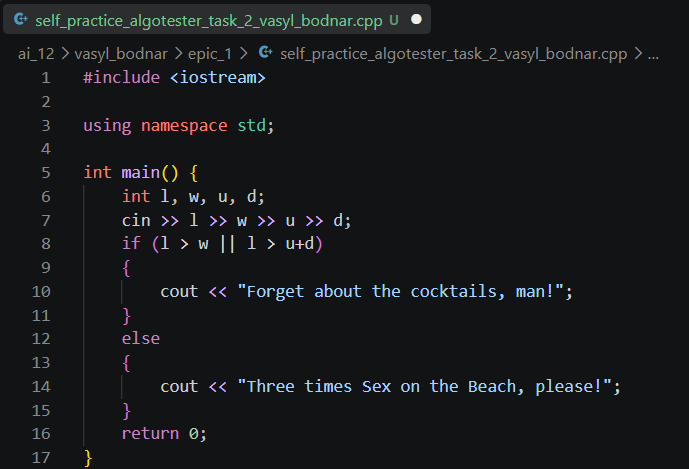 self_practice_algotester_task_2_vasyl_bodnar.cpp U
ai_12 > vasyl_bodnar > epic_1 > self_practice_algotester_task_2_vasyl_bodnar.cpp > ...
1 #include <iostream>
2
3 using namespace std;
4
5 int main() {
6     int l, w, u, d;
7     cin >> l >> w >> u >> d;
8     if (l > w || l > u+d)
9     {
10         cout << "Forget about the cocktails, man!";
11     }
12     else
13     {
14         cout << "Three times Sex on the Beach, please!";
15     }
16     return 0;
17 }